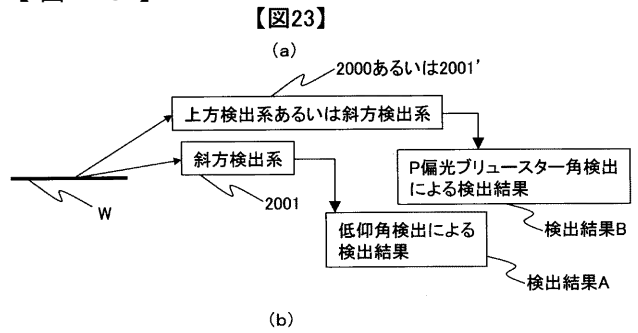 【図23】
(a)
2000あるいは2001’
上方検出系あるいは斜方検出系
斜方検出系
P偏光ブリュースター角検出
による検出結果
W
2001
低仰角検出による
検出結果
検出結果B
検出結果A
(b)